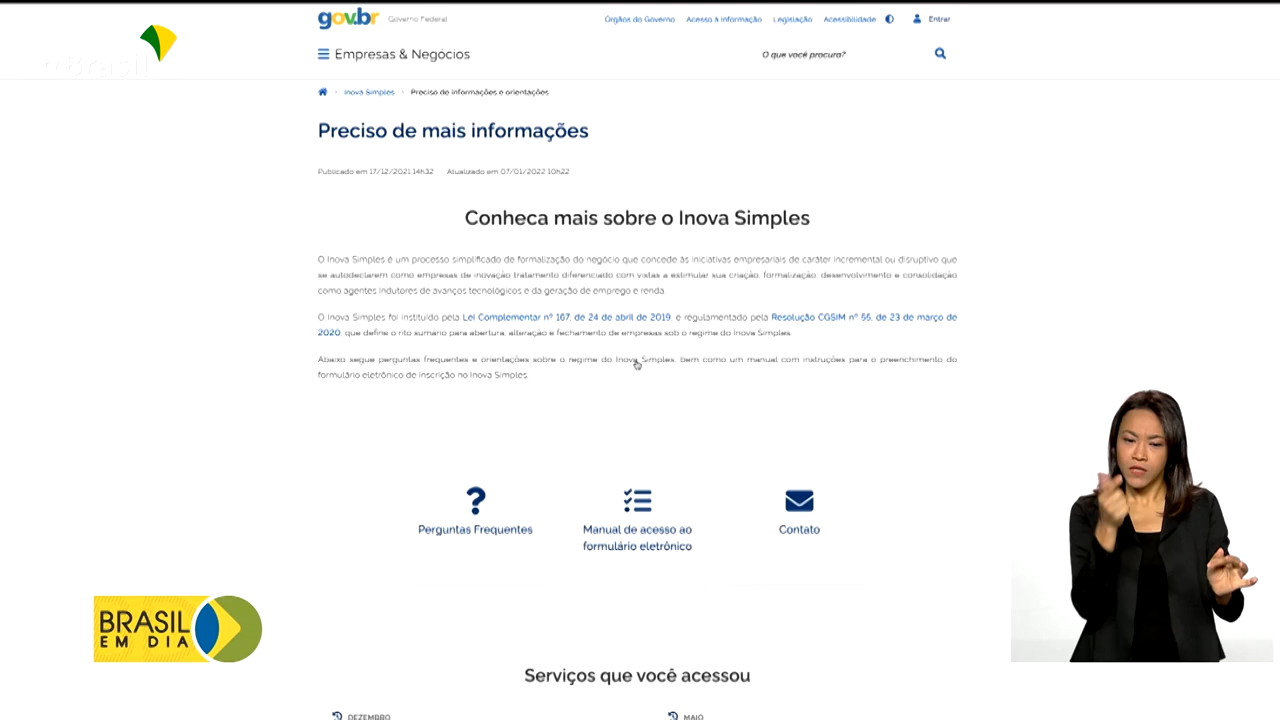 gov.br Governo Federal
Órgãos do Governo Acesso à Informação Legislação Acessibilidade Entrar
Empresas & Negócios
O que você procura?
Inova Simples > Preciso de informações e orientações
Preciso de mais informações
Publicado em 17/12/2021 14h32 Atualizado em 07/01/2022 10h22
Conheca mais sobre o Inova Simples
O Inova Simples é um processo simplificado de formalização do negócio que concede às iniciativas empresariais de caráter incremental ou disruptivo que
se autodeclarem como empresas de inovação tratamento diferenciado com vistas a estimular sua criação, formalização, desenvolvimento e consolidação
como agentes indutores de avanços tecnológicos e da geração de emprego e renda.
O Inova Simples foi instituído pela Lei Complementar nº 167, de 24 de abril de 2019, e regulamentado pela Resolução CGSIM nº 55, de 23 de março de
2020, que define o rito sumário para abertura, alteração e fechamento de empresas sob o regime do Inova Simples.
Abaixo segue perguntas frequentes e orientações sobre o regime do Inova Simples, bem como um manual com instruções para o preenchimento do
formulário eletrônico de inscrição no Inova Simples.
Perguntas Frequentes
Manual de acesso ao
formulário eletrônico
Contato
BRASIL
EM DIA
Serviços que você acessou
DEZEMBRO
MAIO